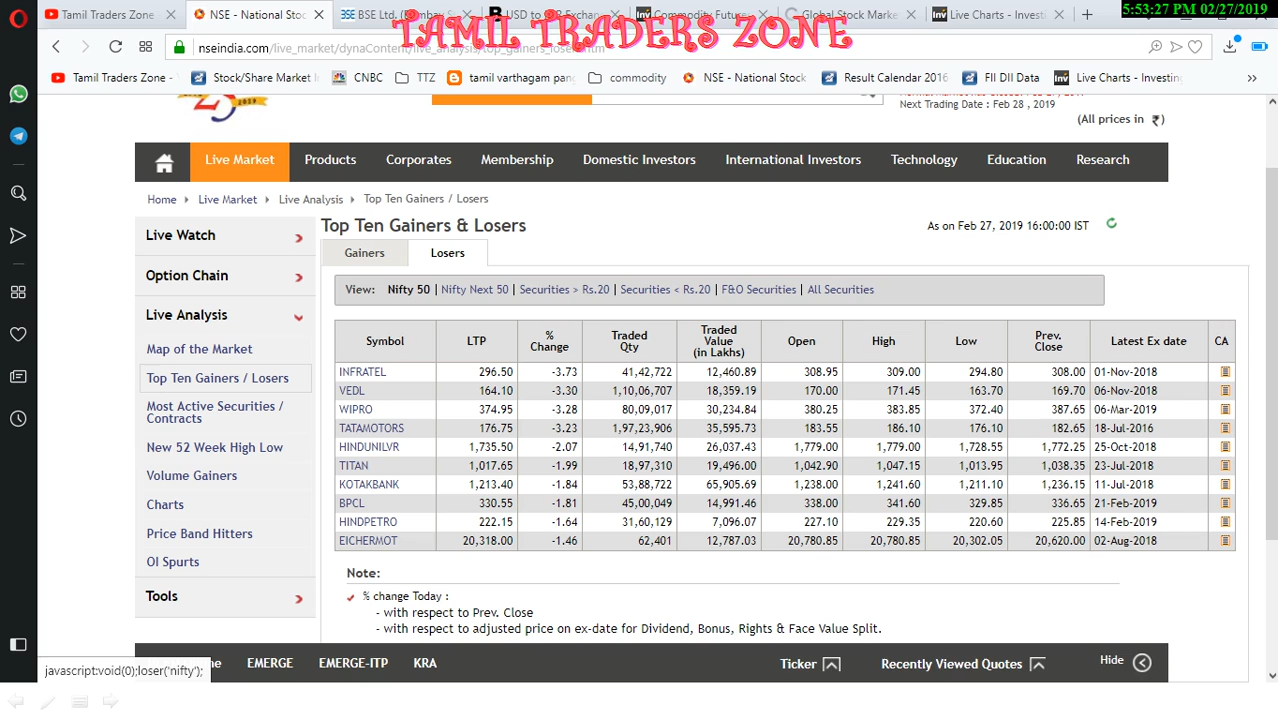 5:53:27 PM 02/27/2019
Tamil Traders Zone
NSE - National Stoc
BSE Ltd. (Bombay S
USD to
Commodity Future
Global Stock Marke
Live Charts - Investi
TAMIL TRADERS ZONE
nseindia.com/live_market/dynaContent/live_analysis/top_gainers_losers.htm
Tamil Traders Zone -
Stock/Share Market I
CNBC
TTZ
tamil varthagam pang
commodity
NSE - National Stock
Result Calendar 2016
FII DII Data
Live Charts - Investing
2019
Next Trading Date : Feb 28 , 2019
(All prices in ₹)
Live Market
Products
Corporates
Membership
Domestic Investors
International Investors
Technology
Education
Research
Home Live Market Live Analysis Top Ten Gainers / Losers
Live Watch
Option Chain
Live Analysis
Map of the Market
Top Ten Gainers / Losers
Most Active Securities /
Contracts
New 52 Week High Low
Volume Gainers
Charts
Price Band Hitters
OI Spurts
Tools
Top Ten Gainers & Losers
As on Feb 27, 2019 16:00:00 IST
Gainers
Losers
View: Nifty 50 | Nifty Next 50 | Securities > Rs.20 | Securities < Rs.20 | F&O Securities | All Securities
Symbol LTP % Change Traded Qty Traded Value (in Lakhs) Open High Low Prev. Close Latest Ex date CA
INFRATEL 296.50 -3.73 41,42,722 12,460.89 308.95 309.00 294.80 308.00 01-Nov-2018
VEDL 164.10 -3.30 1,10,06,707 18,359.19 170.00 171.45 163.70 169.70 06-Nov-2018
WIPRO 374.95 -3.28 80,09,017 30,234.84 380.25 383.85 372.40 387.65 06-Mar-2019
TATAMOTORS 176.75 -3.23 1,97,23,906 35,595.73 183.55 186.10 176.10 182.65 18-Jul-2016
HINDUNILVR 1,735.50 -2.07 14,91,740 26,037.43 1,779.00 1,779.00 1,728.55 1,772.25 25-Oct-2018
TITAN 1,017.65 -1.99 18,97,310 19,496.00 1,042.90 1,047.15 1,013.95 1,038.35 23-Jul-2018
KOTAKBANK 1,213.40 -1.84 53,88,722 65,905.69 1,238.00 1,241.60 1,211.10 1,236.15 11-Jul-2018
BPCL 330.55 -1.81 45,00,049 14,991.46 338.00 341.60 329.85 336.65 21-Feb-2019
HINDPETRO 222.15 -1.64 31,60,129 7,096.07 227.10 229.35 220.60 225.85 14-Feb-2019
EICHERMOT 20,318.00 -1.46 62,401 12,787.03 20,780.85 20,780.85 20,302.05 20,620.00 02-Aug-2018
Note:
% change Today :
- with respect to Prev. Close
- with respect to adjusted price on ex-date for Dividend, Bonus, Rights & Face Value Split.
EMERGE
EMERGE-ITP
KRA
Ticker
Recently Viewed Quotes
Hide
javascript:void(0);loser('nifty');